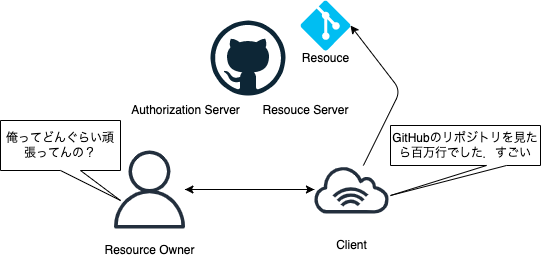 Resouce
Authorization Server
Resouce Server
俺ってどんぐらい頑
張ってんの？
GitHubのリポジトリを見た
ら百万行でした．すごい
Resource Owner
Client